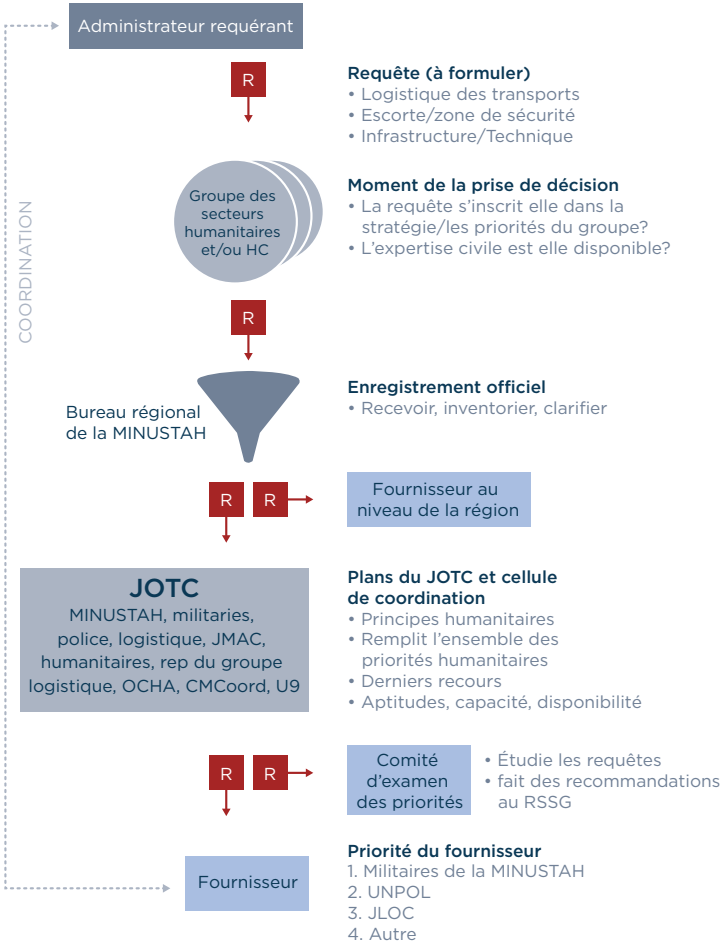 Administrateur requérant
R
Requête (à formuler)
• Logistique des transports
• Escorte/zone de sécurité
• Infrastructure/Technique
COORDINATION
Groupe des
secteurs
humanitaires
et/ou HC
Moment de la prise de décision
• La requête s’inscrit elle dans la
stratégie/les priorités du groupe?
• L’expertise civile est elle disponible?
R
Bureau régional
de la MINUSTAH
Enregistrement officiel
• Recevoir, inventorier, clarifier
R R
Fournisseur au
niveau de la région
JOTC
MINUSTAH, militaries,
police, logistique, JMAC,
humanitaires, rep du groupe
logistique, OCHA, CMCoord, U9
Plans du JOTC et cellule
de coordination
• Principes humanitaires
• Remplit l’ensemble des
priorités humanitaires
• Derniers recours
• Aptitudes, capacité, disponibilité
R R
Comité
d’examen
des priorités
• Étudie les requêtes
• fait des recommandations
au RSSG
Fournisseur
Priorité du fournisseur
1. Militaires de la MINUSTAH
2. UNPOL
3. JLOC
4. Autre